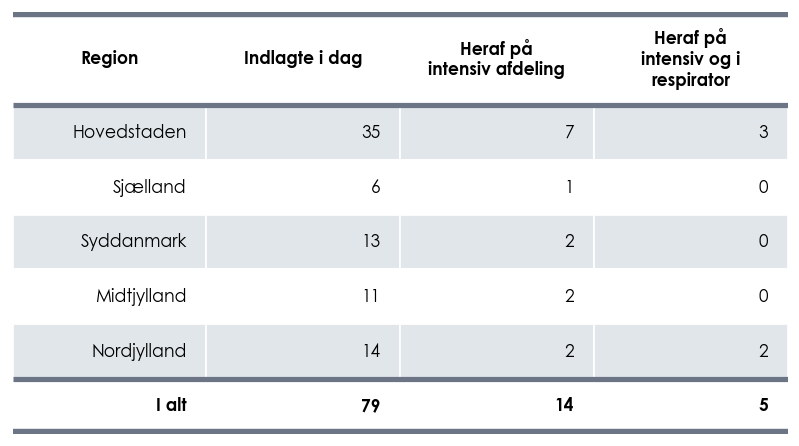 Region Indlagte i dag Heraf på intensiv afdeling Heraf på intensiv og i respirator
Hovedstaden 35 7 3
Sjælland 6 1 0
Syddanmark 13 2 0
Midtjylland 11 2 0
Nordjylland 14 2 2
I alt 79 14 5